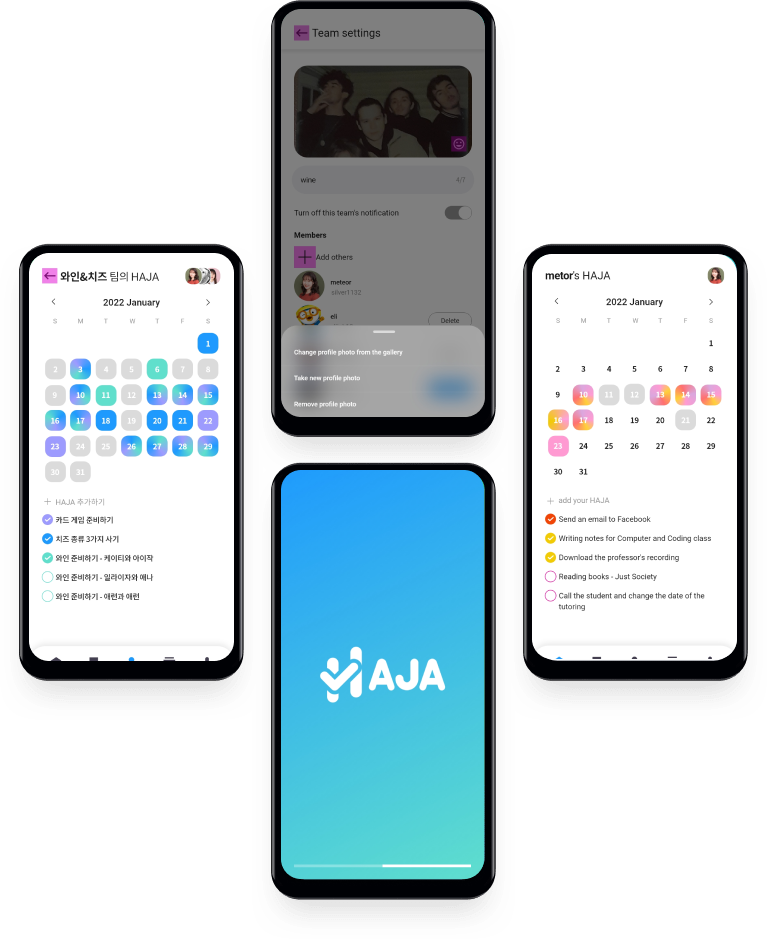 Team settings
wine
4/7
Turn off this team's notification
Members
Add others
meteor
silver1132
eli
Delete
Change profile photo from the gallery
Take new profile photo
Remove profile photo
와인&치즈 팀의 HAJA
2022 January
S M T W T F S
1
2 3 4 5 6 7 8
9 10 11 12 13 14 15
16 17 18 19 20 21 22
23 24 25 26 27 28 29
30 31
HAJA 추가하기
카드 게임 준비하기
치즈 종류 3가지 사기
와인 준비하기 - 케이티와 아이작
와인 준비하기 - 일라이자와 애나
와인 준비하기 - 애런과 애런
metor's HAJA
2022 January
S M T W T F S
1
2 3 4 5 6 7 8
9 10 11 12 13 14 15
16 17 18 19 20 21 22
23 24 25 26 27 28 29
30 31
add your HAJA
Send an email to Facebook
Writing notes for Computer and Coding class
Download the professor's recording
Reading books - Just Society
Call the student and change the date of the
tutoring
HAJA